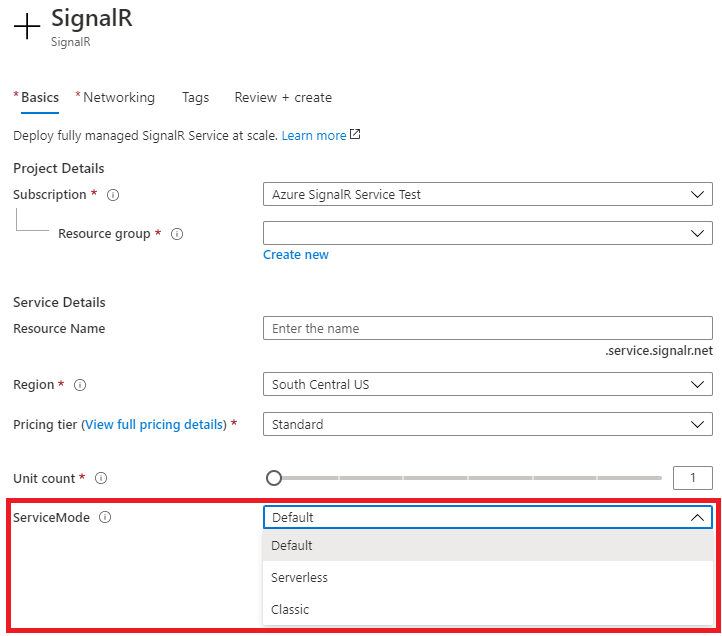 SignalR
SignalR
*Basics *Networking Tags Review + create
Deploy fully managed SignalR Service at scale. Learn more
Project Details
Subscription * Azure SignalR Service Test
Resource group *
Create new
Service Details
Resource Name Enter the name
.service.signalr.net
Region * South Central US
Pricing tier (View full pricing details) * Standard
Unit count * 1
ServiceMode Default
Default
Serverless
Classic